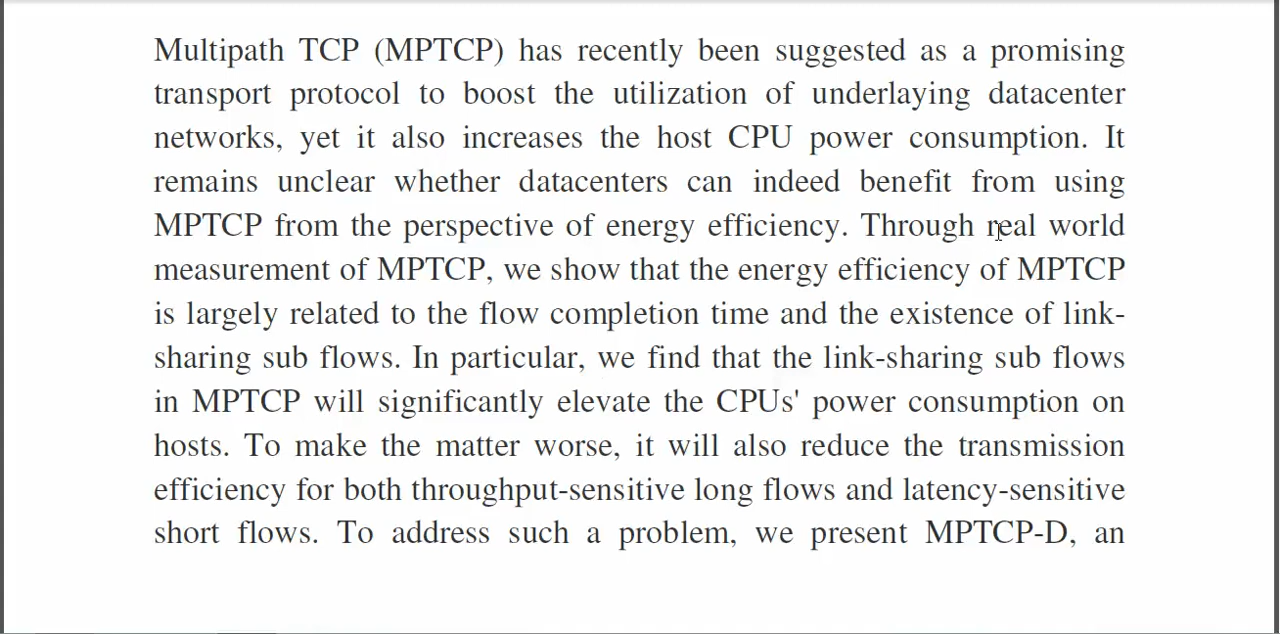 Multipath TCP (MPTCP) has recently been suggested as a promising
transport protocol to boost the utilization of underlaying datacenter
networks, yet it also increases the host CPU power consumption. It
remains unclear whether datacenters can indeed benefit from using
MPTCP from the perspective of energy efficiency. Through real world
measurement of MPTCP, we show that the energy efficiency of MPTCP
is largely related to the flow completion time and the existence of link-
sharing sub flows. In particular, we find that the link-sharing sub flows
in MPTCP will significantly elevate the CPUs' power consumption on
hosts. To make the matter worse, it will also reduce the transmission
efficiency for both throughput-sensitive long flows and latency-sensitive
short flows. To address such a problem, we present MPTCP-D, an